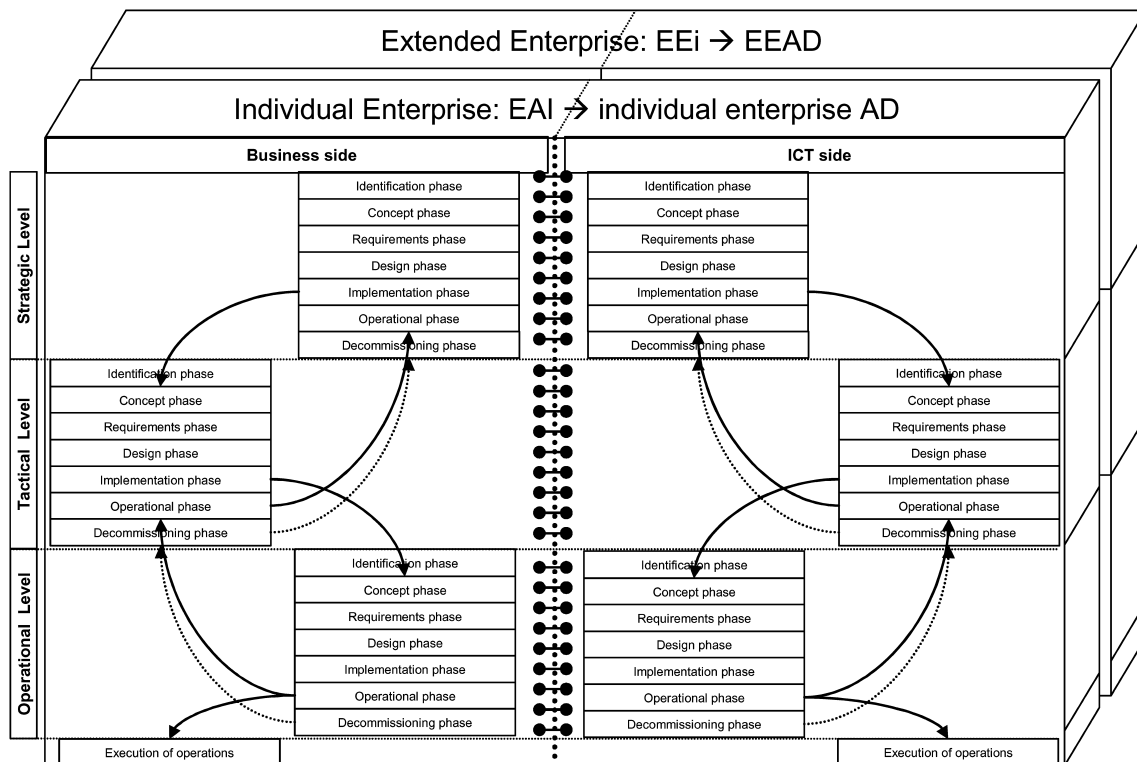 Extended Enterprise: EEi → EEAD
Individual Enterprise: EAI → individual enterprise AD
Business side
ICT side
Strategic Level
Identification phase
Concept phase
Requirements phase
Design phase
Implementation phase
Operational phase
Decommissioning phase
Identification phase
Concept phase
Requirements phase
Design phase
Implementation phase
Operational phase
Decommissioning phase
Tactical Level
Identification phase
Concept phase
Requirements phase
Design phase
Implementation phase
Operational phase
Decommissioning phase
Identification phase
Concept phase
Requirements phase
Design phase
Implementation phase
Operational phase
Decommissioning phase
Operational Level
Identification phase
Concept phase
Requirements phase
Design phase
Implementation phase
Operational phase
Decommissioning phase
Identification phase
Concept phase
Requirements phase
Design phase
Implementation phase
Operational phase
Decommissioning phase
Execution of operations
Execution of operations